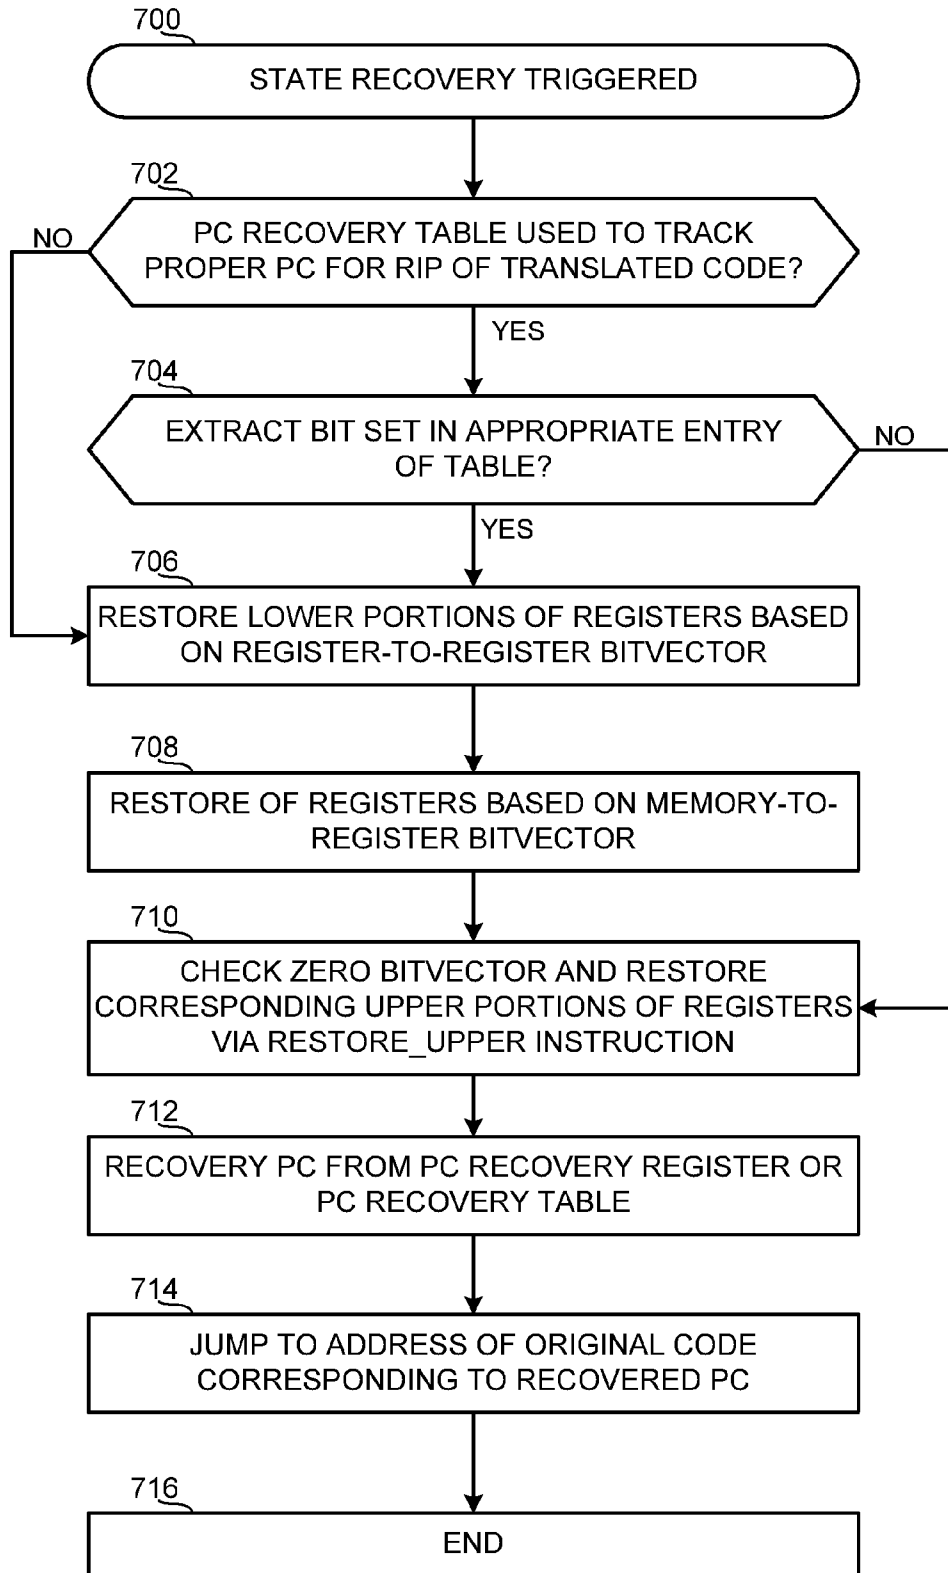 700
STATE RECOVERY TRIGGERED
702
NO
PC RECOVERY TABLE USED TO TRACK
PROPER PC FOR RIP OF TRANSLATED CODE?
YES
704
EXTRACT BIT SET IN APPROPRIATE ENTRY
OF TABLE?
NO
YES
706
RESTORE LOWER PORTIONS OF REGISTERS BASED
ON REGISTER-TO-REGISTER BITVECTOR
708
RESTORE OF REGISTERS BASED ON MEMORY-TO-
REGISTER BITVECTOR
710
CHECK ZERO BITVECTOR AND RESTORE
CORRESPONDING UPPER PORTIONS OF REGISTERS
VIA RESTORE_UPPER INSTRUCTION
712
RECOVERY PC FROM PC RECOVERY REGISTER OR
PC RECOVERY TABLE
714
JUMP TO ADDRESS OF ORIGINAL CODE
CORRESPONDING TO RECOVERED PC
716
END